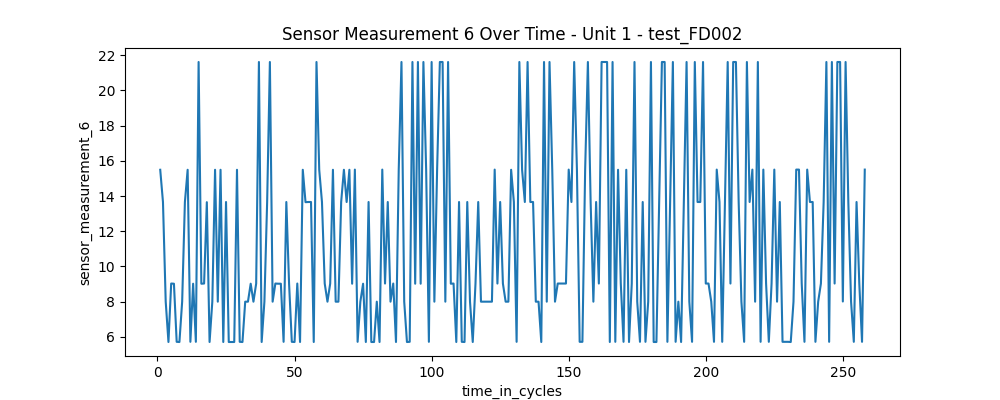 Sensor Measurement 6 Over Time - Unit 1 - test_FD002
22
20
18
16
14
12
10
8
6
sensor_measurement_6
0 50 100 150 200 250
time_in_cycles